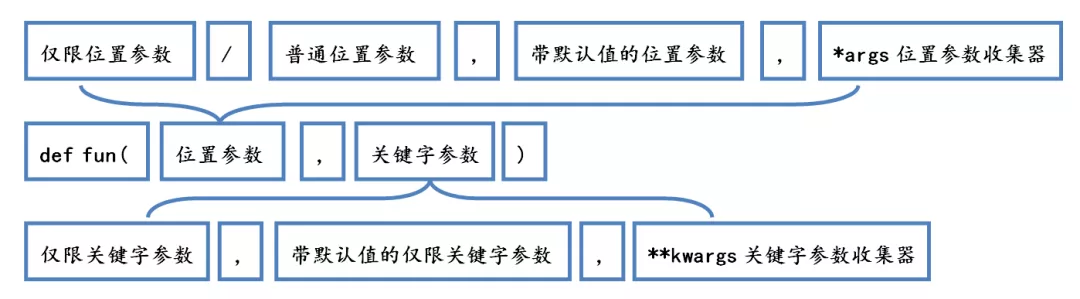 仅限位置参数 / 普通位置参数 , 带默认值的位置参数 , *args 位置参数收集器
def fun( 位置参数 , 关键字参数 )
仅限关键字参数 , 带默认值的仅限关键字参数 , **kwargs 关键字参数收集器